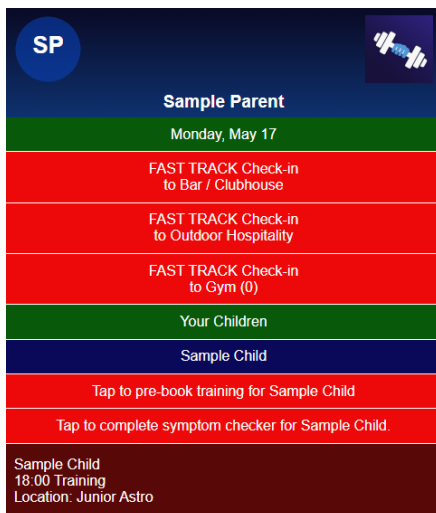 SP
Sample Parent
Monday, May 17
FAST TRACK Check-in
to Bar / Clubhouse
FAST TRACK Check-in
to Outdoor Hospitality
FAST TRACK Check-in
to Gym (0)
Your Children
Sample Child
Tap to pre-book training for Sample Child
Tap to complete symptom checker for Sample Child.
Sample Child
18:00 Training
Location: Junior Astro